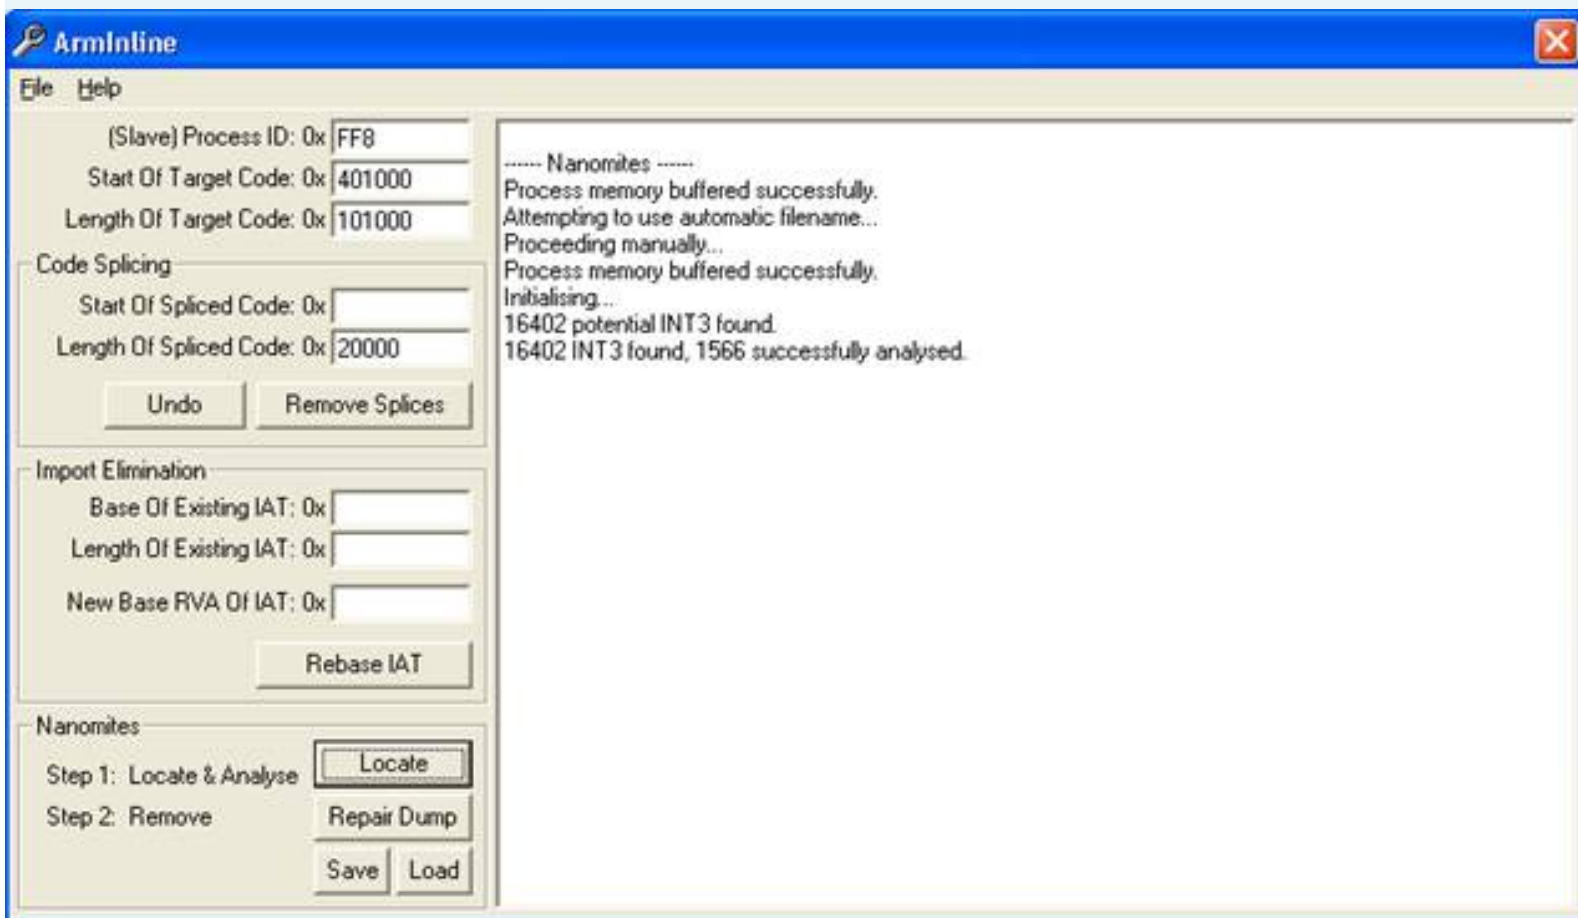 ArmInline
File Help
(Slave) Process ID: 0x FF8
Start Of Target Code: 0x 401000
Length Of Target Code: 0x 101000
Code Splicing
Start Of Spliced Code: 0x
Length Of Spliced Code: 0x 20000
Undo Remove Splices
Import Elimination
Base Of Existing IAT: 0x
Length Of Existing IAT: 0x
New Base RVA Of IAT: 0x
Rebase IAT
Nanomites
Step 1: Locate & Analyse Locate
Step 2: Remove Repair Dump
Save Load
------ Nanomites ------
Process memory buffered successfully.
Attempting to use automatic filename...
Proceeding manually...
Process memory buffered successfully.
Initialising...
16402 potential INT3 found.
16402 INT3 found, 1566 successfully analysed.